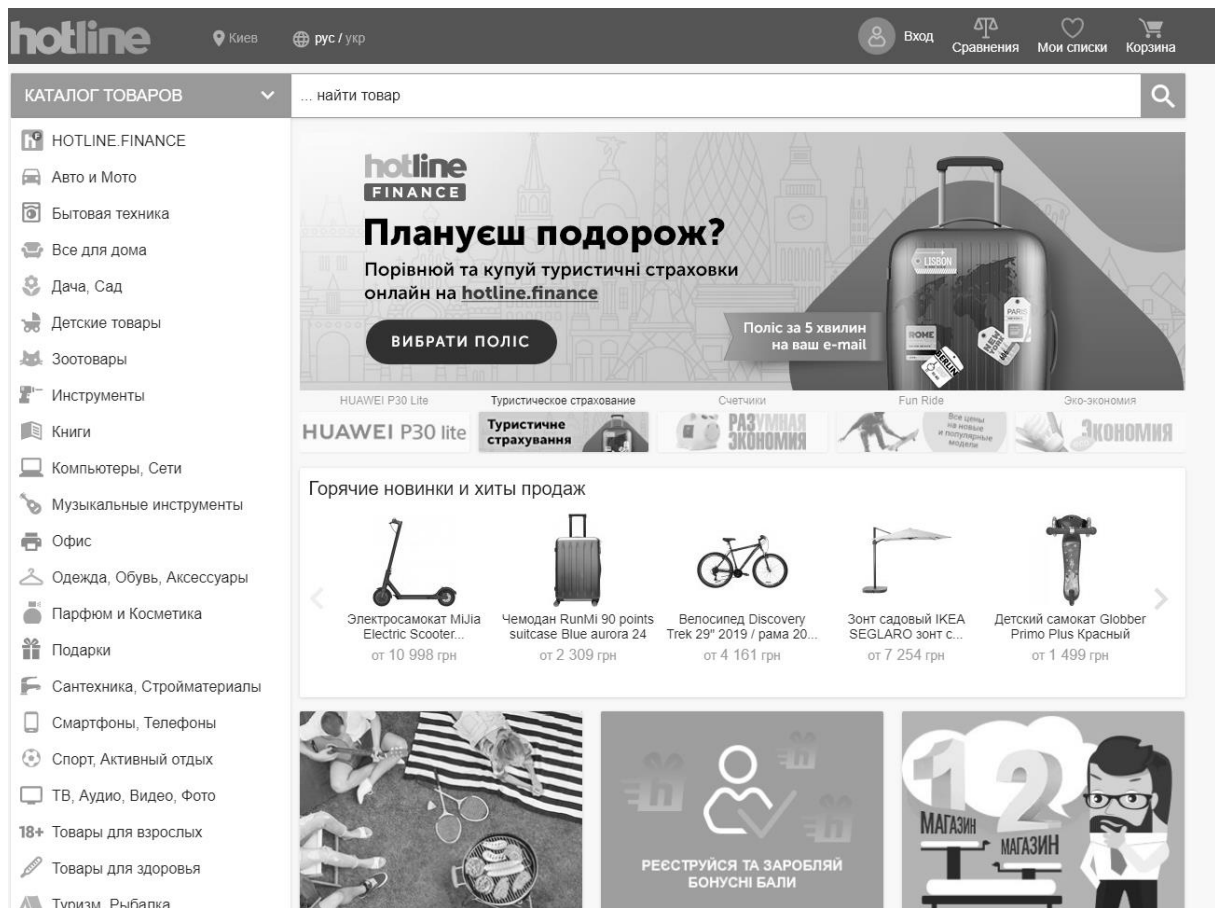 hotline
Киев
рус / укр
Вход
Сравнения
Мои списки
Корзина
КАТАЛОГ ТОВАРОВ
... найти товар
HOTLINE.FINANCE
Авто и Мото
Бытовая техника
Все для дома
Дача, Сад
Детские товары
Зоотовары
Инструменты
Книги
Компьютеры, Сети
Музыкальные инструменты
Офис
Одежда, Обувь, Аксессуары
Парфюм и Косметика
Подарки
Сантехника, Стройматериалы
Смартфоны, Телефоны
Спорт, Активный отдых
ТВ, Аудио, Видео, Фото
18+ Товары для взрослых
Товары для здоровья
Туризм, Рыбалка
hotline
FINANCE
Плануєш подорож?
Порівнюй та купуй туристичні страховки
онлайн на hotline.finance
ВИБРАТИ ПОЛІС
Поліс за 5 хвилин
на ваш e-mail
LISBON
ROME
BERLIN
NEW
YORK
PARIS
HUAWEI P30 Lite
Туристическое страхование
Счетчики
Fun Ride
Эко-экономия
HUAWEI P30 lite
Туристичне
страхування
РАЗУМНАЯ
ЭКОНОМИЯ
Все цены
на новые
и популярные
модели
Экономия
Горячие новинки и хиты продаж
Электросамокат MiJia
Electric Scooter...
от 10 998 грн
Чемодан RunMi 90 points
suitcase Blue aurora 24
от 2 309 грн
Велосипед Discovery
Trek 29" 2019 / рама 20...
от 4 161 грн
Зонт садовый IKEA
SEGLARO зонт с...
от 7 254 грн
Детский самокат Globber
Primo Plus Красный
от 1 499 грн
РЕЄСТРУЙСЯ ТА ЗАРОБЛЯЙ
БОНУСНІ БАЛИ
1
МАГАЗИН
2
МАГАЗИН